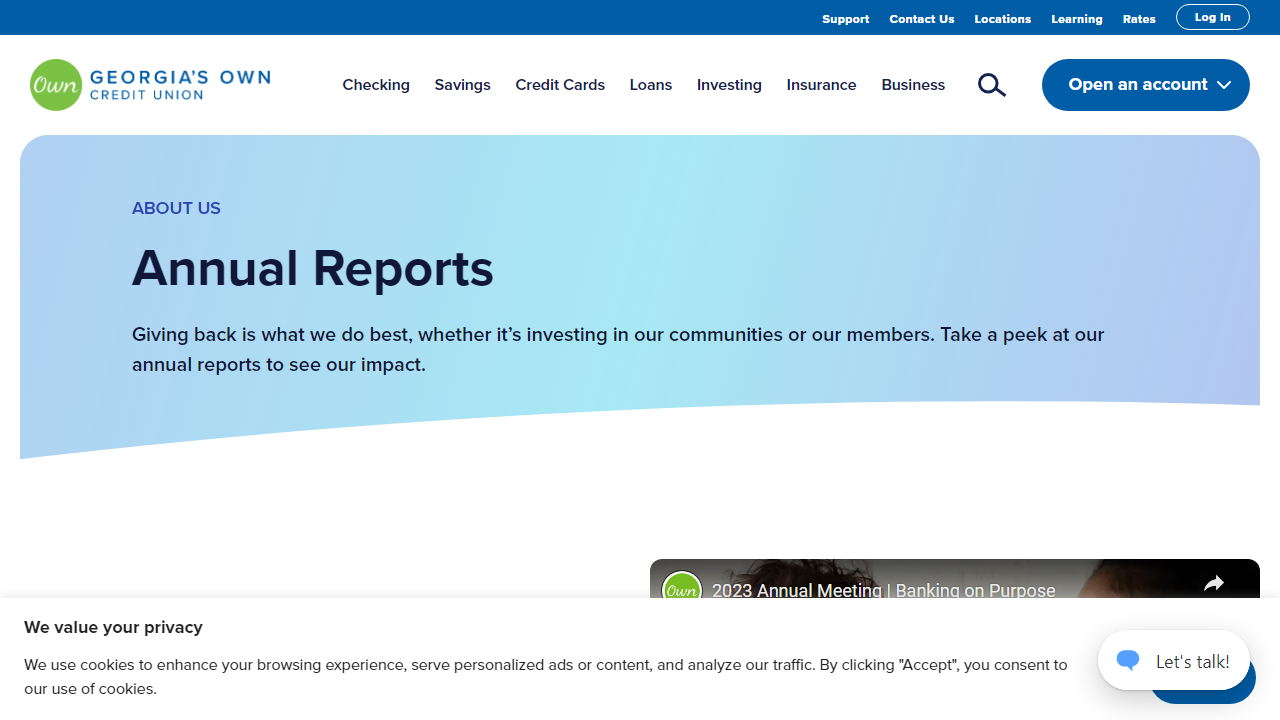 Support Contact Us Locations Learning Rates Log In
Own GEORGIA'S OWN
CREDIT UNION
Checking Savings Credit Cards Loans Investing Insurance Business Open an account
ABOUT US
Annual Reports
Giving back is what we do best, whether it’s investing in our communities or our members. Take a peek at our
annual reports to see our impact.
Own 2023 Annual Meeting | Banking on Purpose
We value your privacy
We use cookies to enhance your browsing experience, serve personalized ads or content, and analyze our traffic. By clicking "Accept", you consent to
our use of cookies.
Let's talk!